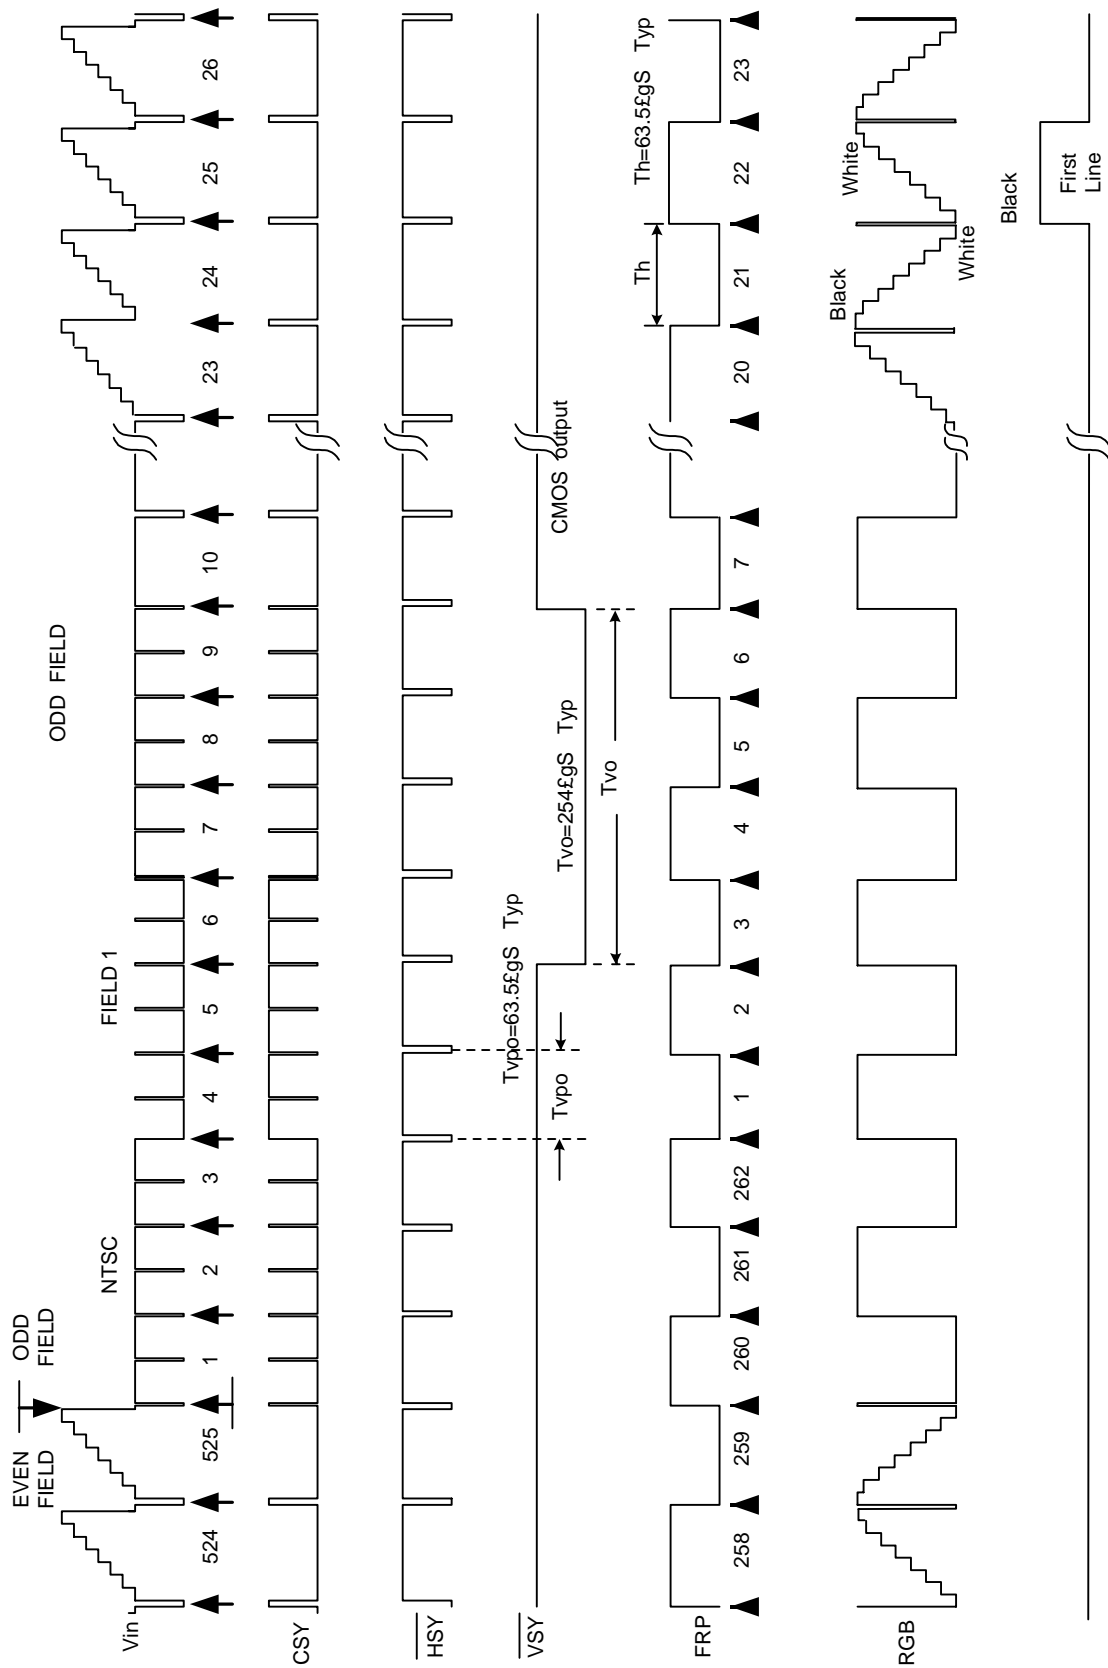 EVEN FIELD
ODD FIELD
NTSC
FIELD 1
ODD FIELD
Vin
524 525 1 2 3 4 5 6 7 8 9 10 23 24 25 26
CSY
HSY
VSY
Tvpo=63.5£gS Typ
Tvpo
Tvo=254£gS Typ
Tvo
CMOS output
FRP
Th
Th=63.5£gS Typ
258 259 260 261 262 1 2 3 4 5 6 7 20 21 22 23
RGB
Black
White
White
Black
First Line